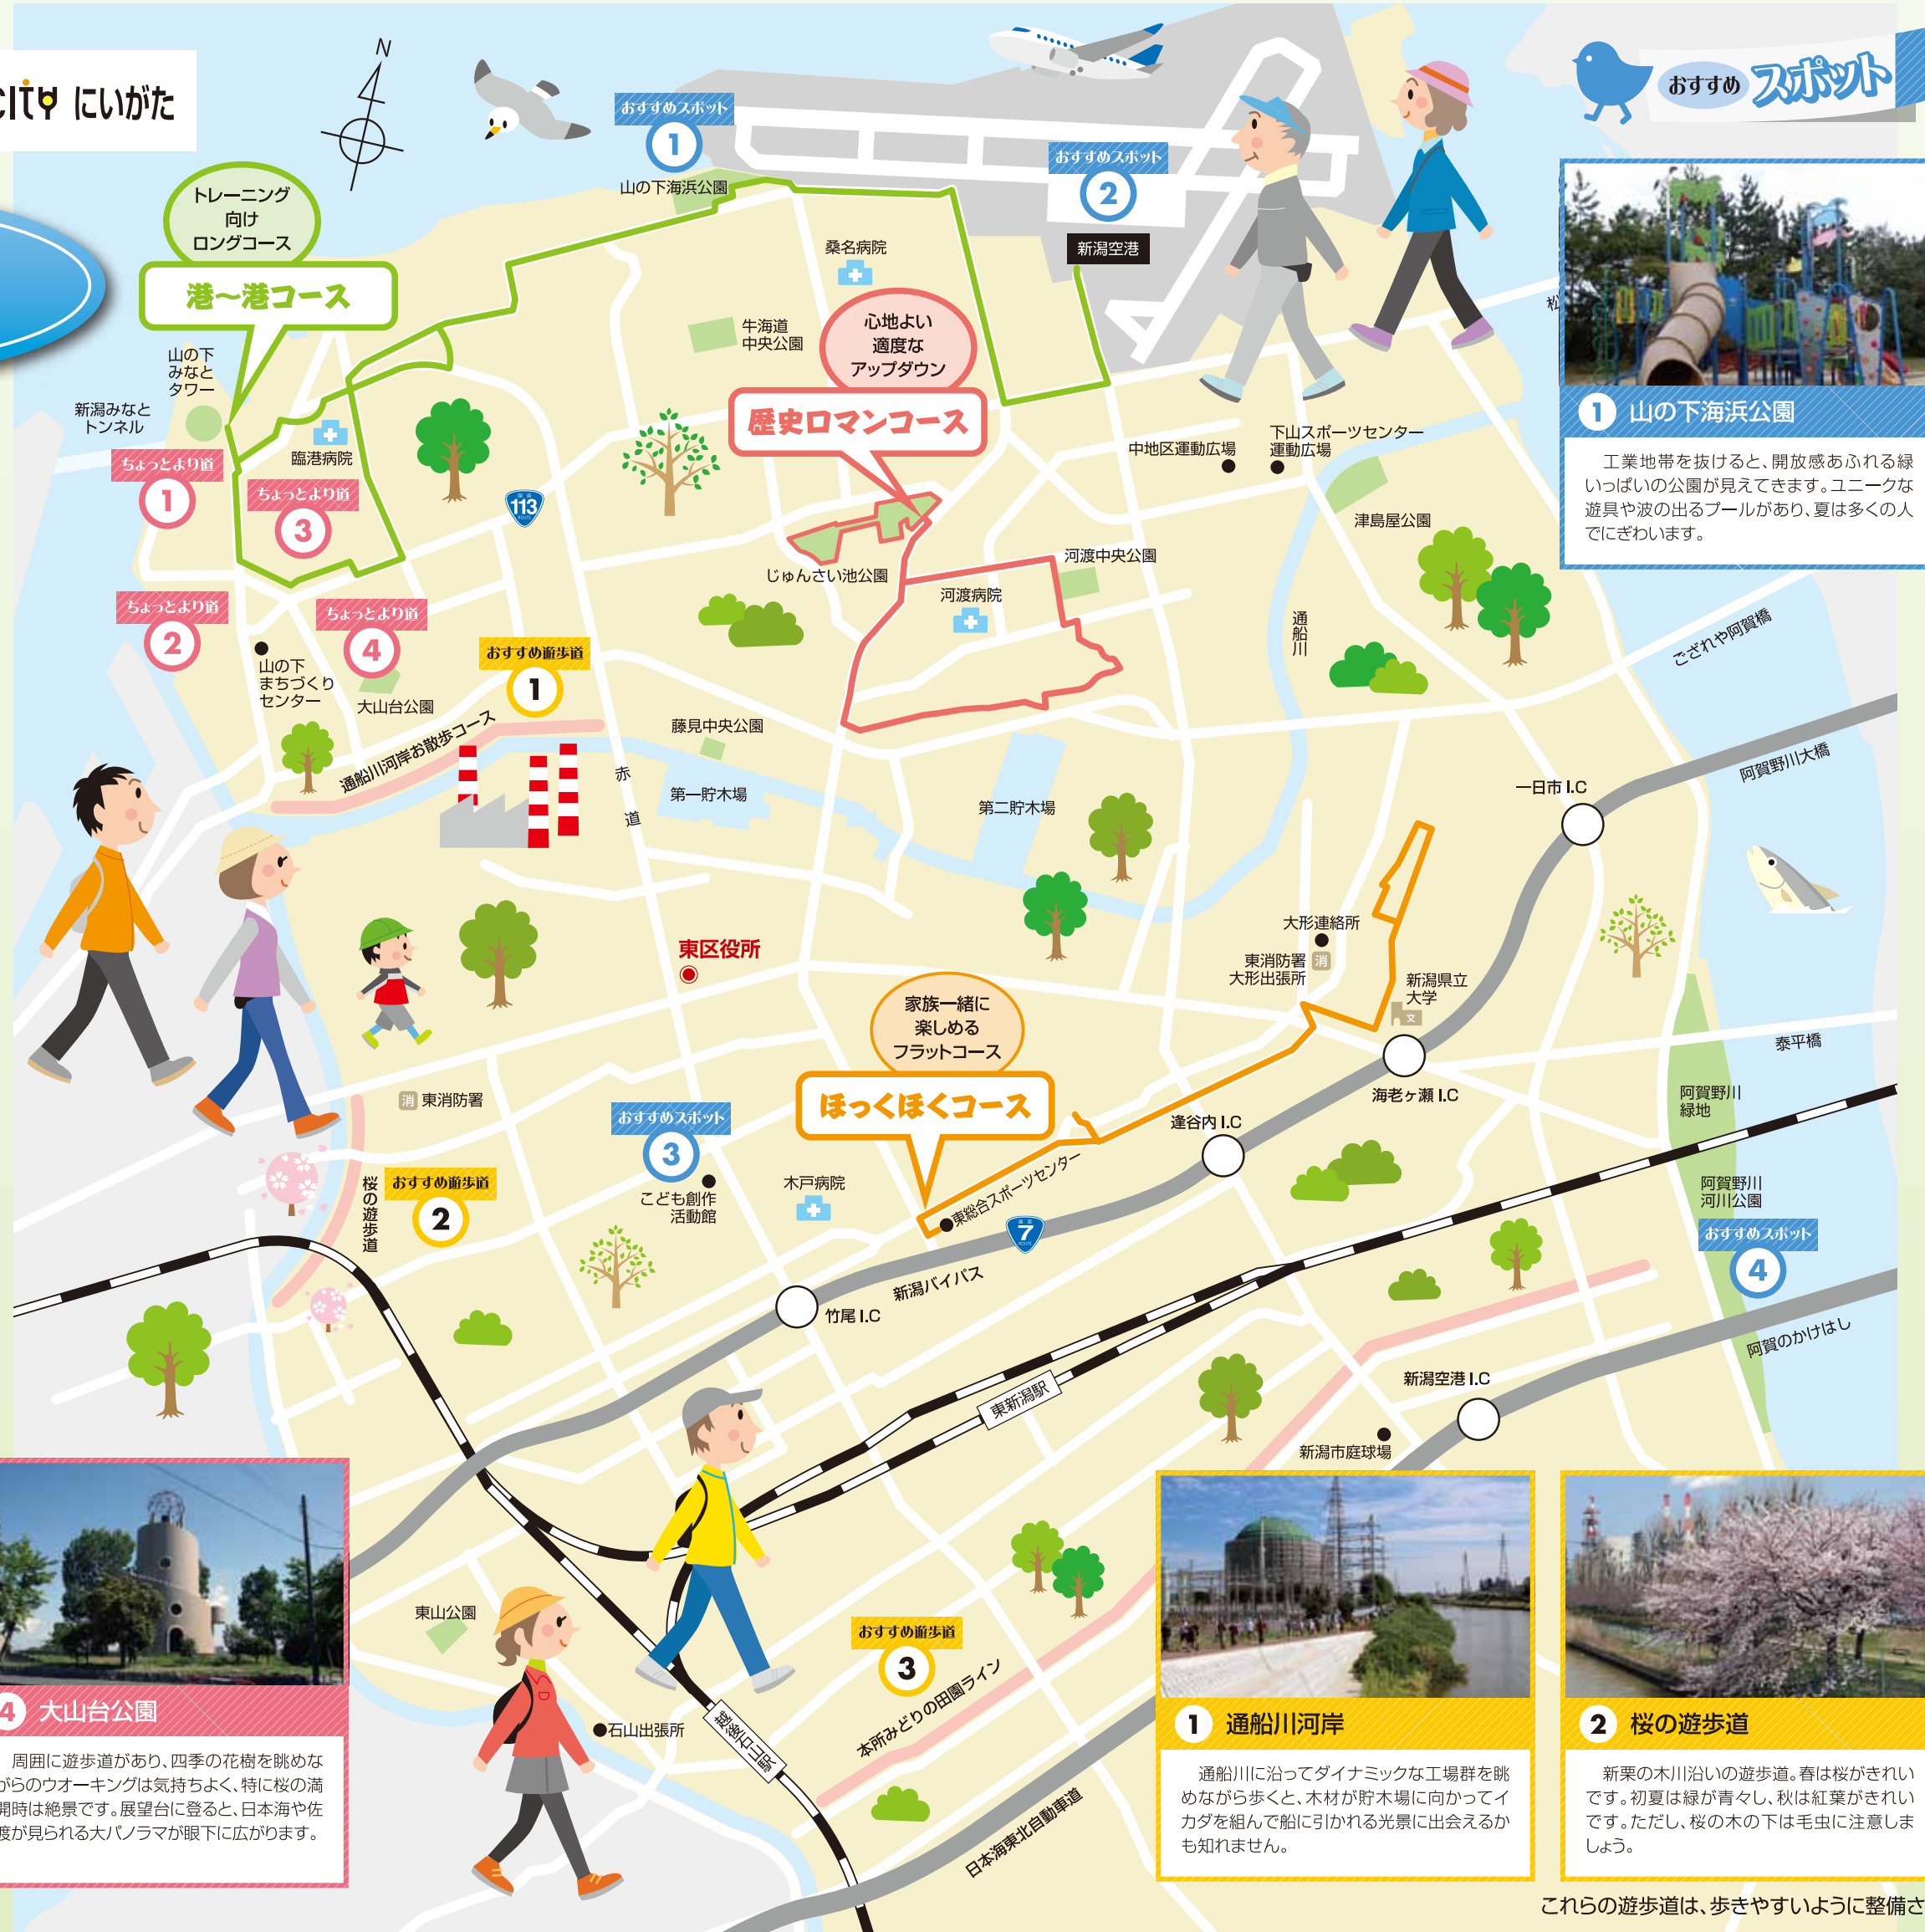 CITY にいがた
N
おすすめ スポット
おすすめスポット
1
山の下海浜公園
おすすめスポット
2
新潟空港
トレーニング
向け
ロングコース
港〜港コース
桑名病院
牛海道
中央公園
心地よい
適度な
アップダウン
歴史ロマンコース
山の下
みなと
タワー
新潟みなと
トンネル
ちょっとより道
1
臨港病院
ちょっとより道
3
113
中地区運動広場
下山スポーツセンター
運動広場
津島屋公園
じゅんさい池公園
河渡中央公園
河渡病院
通船川
ござれや阿賀橋
ちょっとより道
2
ちょっとより道
4
山の下
まちづくり
センター
大山台公園
おすすめ遊歩道
1
通船川河岸お散歩コース
藤見中央公園
赤道
第一貯木場
第二貯木場
一日市 I.C
阿賀野川大橋
東区役所
大形連絡所
東消防署
大形出張所
消
新潟県立
大学
文
家族一緒に
楽しめる
フラットコース
ほっくほくコース
泰平橋
海老ヶ瀬 I.C
阿賀野川
緑地
逢谷内 I.C
消 東消防署
おすすめスポット
3
こども創作
活動館
木戸病院
東総合スポーツセンター
7
桜の遊歩道
おすすめ遊歩道
2
阿賀野川
河川公園
おすすめスポット
4
新潟バイパス
竹尾 I.C
阿賀のかけはし
東新潟駅
新潟空港 I.C
新潟市庭球場
東山公園
おすすめ遊歩道
3
本所みどりの田園ライン
石山出張所
越後石山駅
日本海東北自動車道
1 山の下海浜公園
工業地帯を抜けると、開放感あふれる緑
いっぱいの公園が見えてきます。ユニークな
遊具や波の出るプールがあり、夏は多くの人
でにぎわいます。
4 大山台公園
周囲に遊歩道があり、四季の花樹を眺めな
がらのウオーキングは気持ちよく、特に桜の満
開時は絶景です。展望台に登ると、日本海や佐
渡が見られる大パノラマが眼下に広がります。
1 通船川河岸
通船川に沿ってダイナミックな工場群を眺
めながら歩くと、木材が貯木場に向かってイ
カダを組んで船に引かれる光景に出会えるか
も知れません。
2 桜の遊歩道
新栗の木川沿いの遊歩道。春は桜がきれい
です。初夏は緑が青々し、秋は紅葉がきれい
です。ただし、桜の木の下は毛虫に注意しま
しょう。
これらの遊歩道は、歩きやすいように整備さ